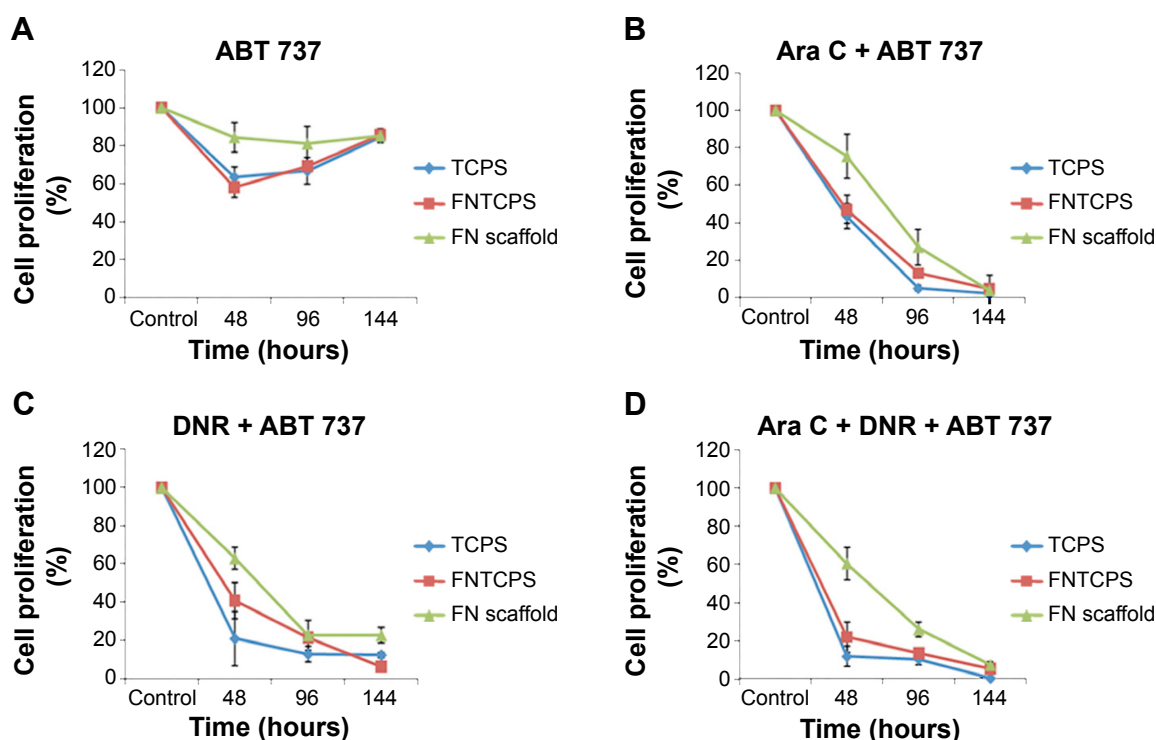 A
ABT 737
Cell proliferation
(%)
120
100
80
60
40
20
0
Control 48 96 144
Time (hours)
TCPS
FNTCPS
FN scaffold
B
Ara C + ABT 737
Cell proliferation
(%)
120
100
80
60
40
20
0
Control 48 96 144
Time (hours)
TCPS
FNTCPS
FN scaffold
C
DNR + ABT 737
Cell proliferation
(%)
120
100
80
60
40
20
0
Control 48 96 144
Time (hours)
TCPS
FNTCPS
FN scaffold
D
Ara C + DNR + ABT 737
Cell proliferation
(%)
120
100
80
60
40
20
0
Control 48 96 144
Time (hours)
TCPS
FNTCPS
FN scaffold